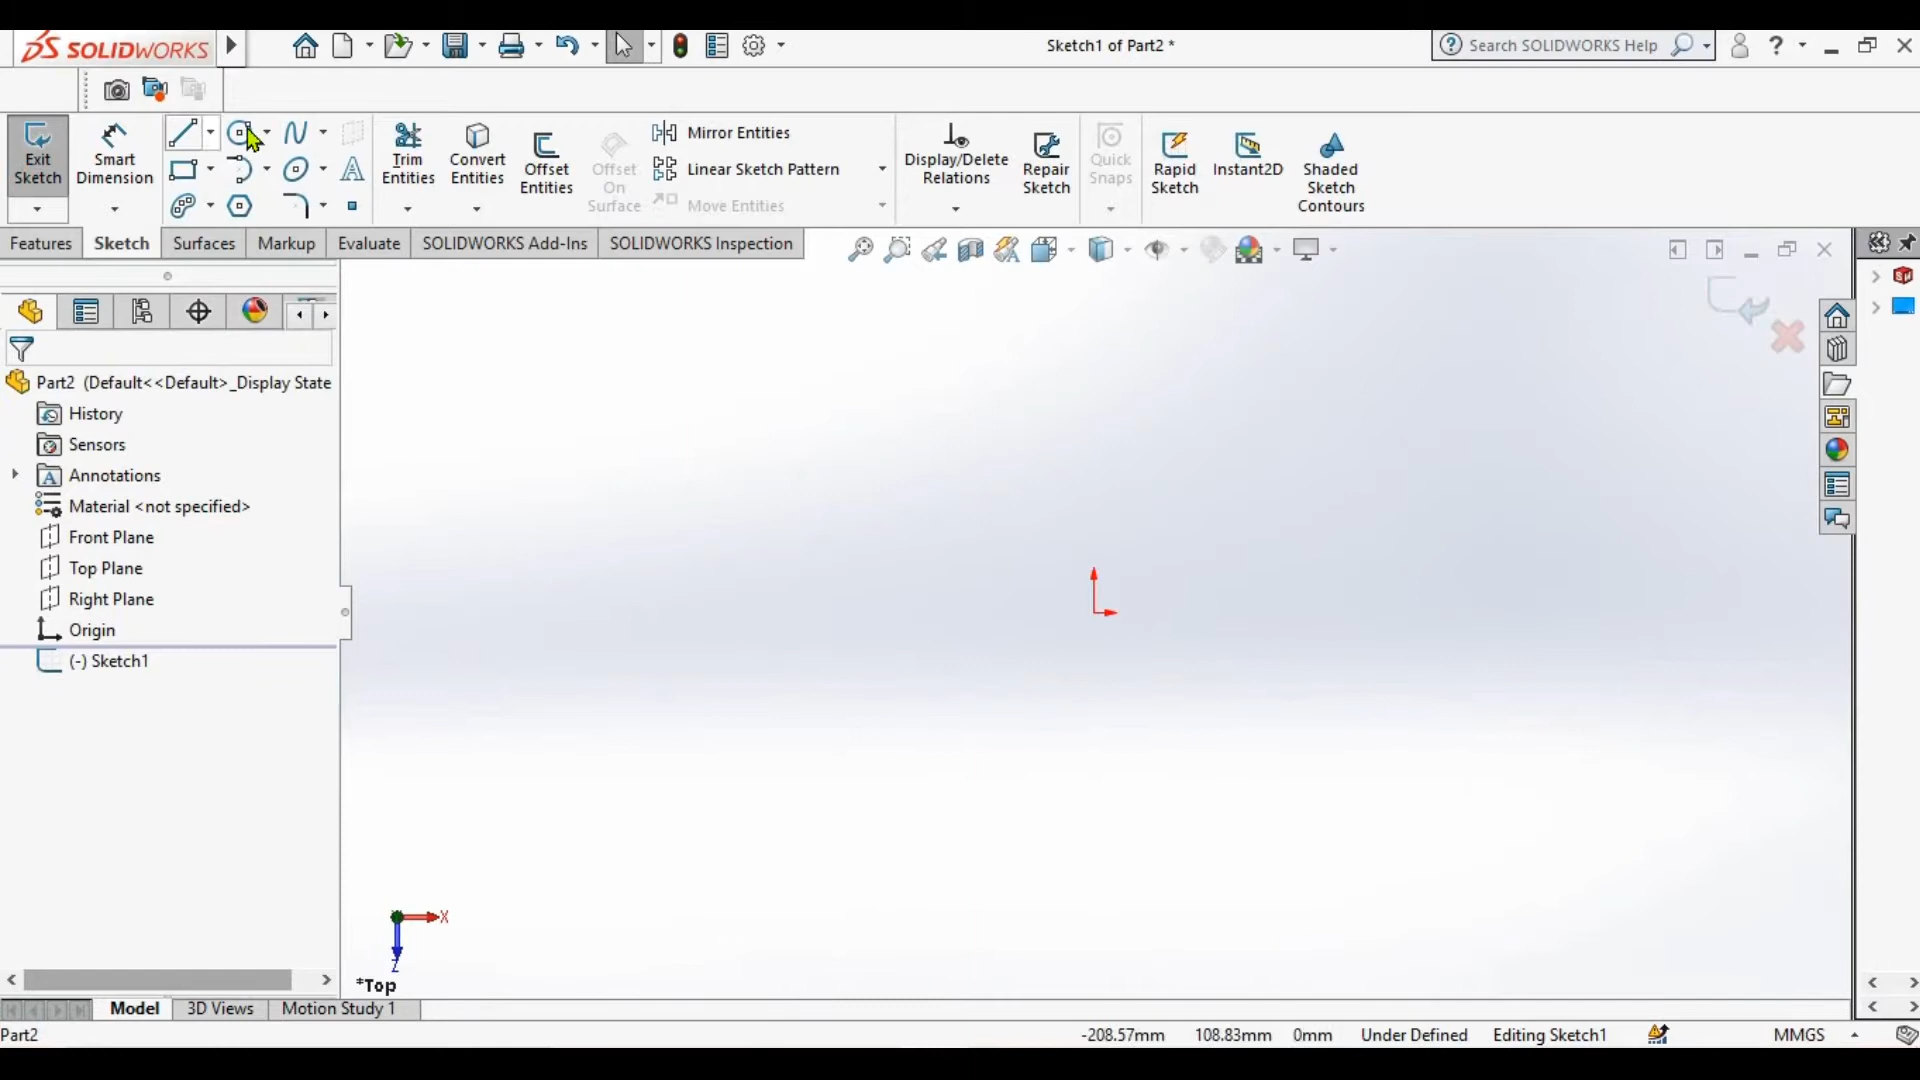 SOLIDWORKS
Sketch1 of Part2 *
Search SOLIDWORKS Help
?
Exit Sketch
Smart Dimension
Trim Entities
Convert Entities
Offset Entities
Offset On Surface
Mirror Entities
Linear Sketch Pattern
Move Entities
Display/Delete Relations
Repair Sketch
Quick Snaps
Rapid Sketch
Instant2D
Shaded Sketch Contours
Features
Sketch
Surfaces
Markup
Evaluate
SOLIDWORKS Add-Ins
SOLIDWORKS Inspection
Part2 (Default<<Default>_Display State
History
Sensors
Annotations
Material <not specified>
Front Plane
Top Plane
Right Plane
Origin
(-) Sketch1
X
Z
*Top
Model
3D Views
Motion Study 1
Part2
-208.57mm
108.83mm
0mm
Under Defined
Editing Sketch1
MMGS